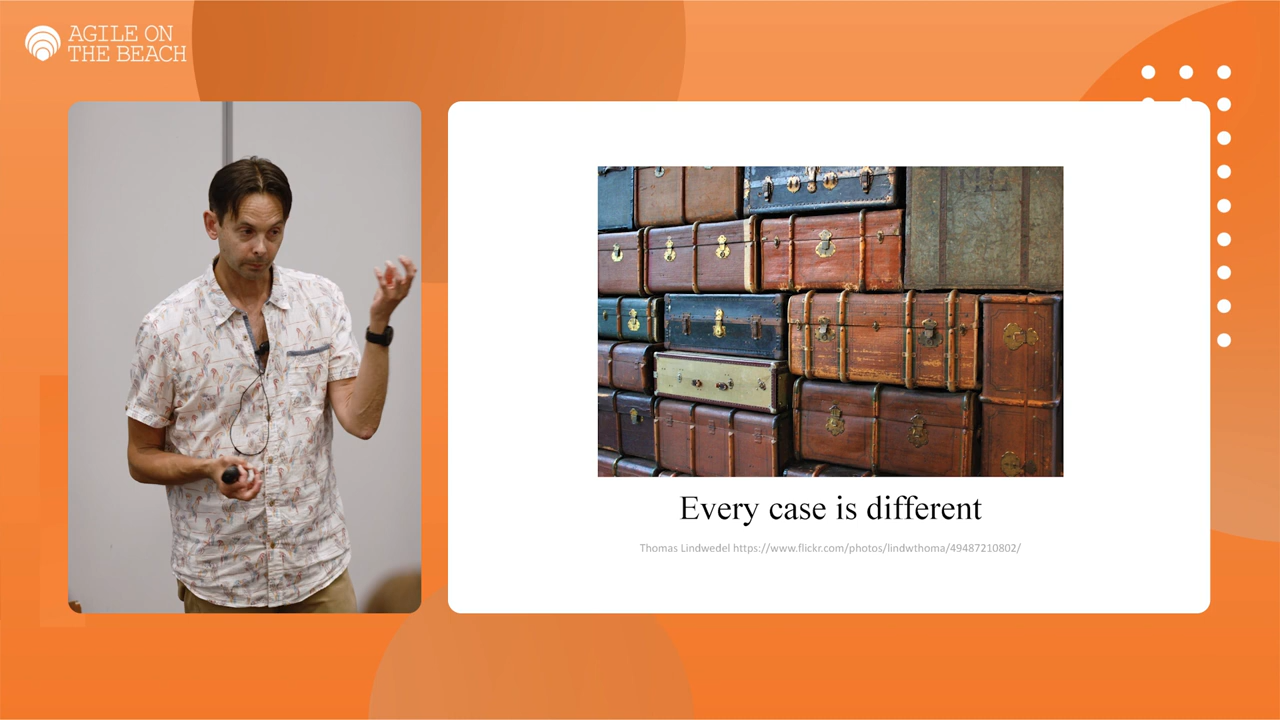 AGILE ON
THE BEACH
Every case is different
Thomas Lindwedel https://www.flickr.com/photos/lindwthoma/49487210802/